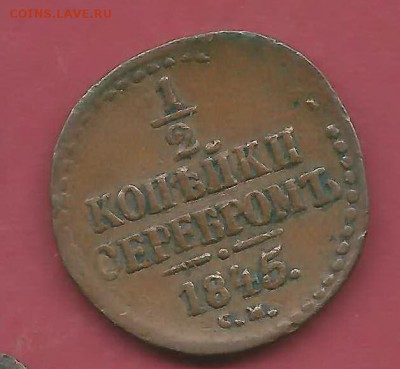 COINS.LAVE.RU
1
2
КОПѢЙКИ
СЕРЕБРОМЪ
1845.
С.М.